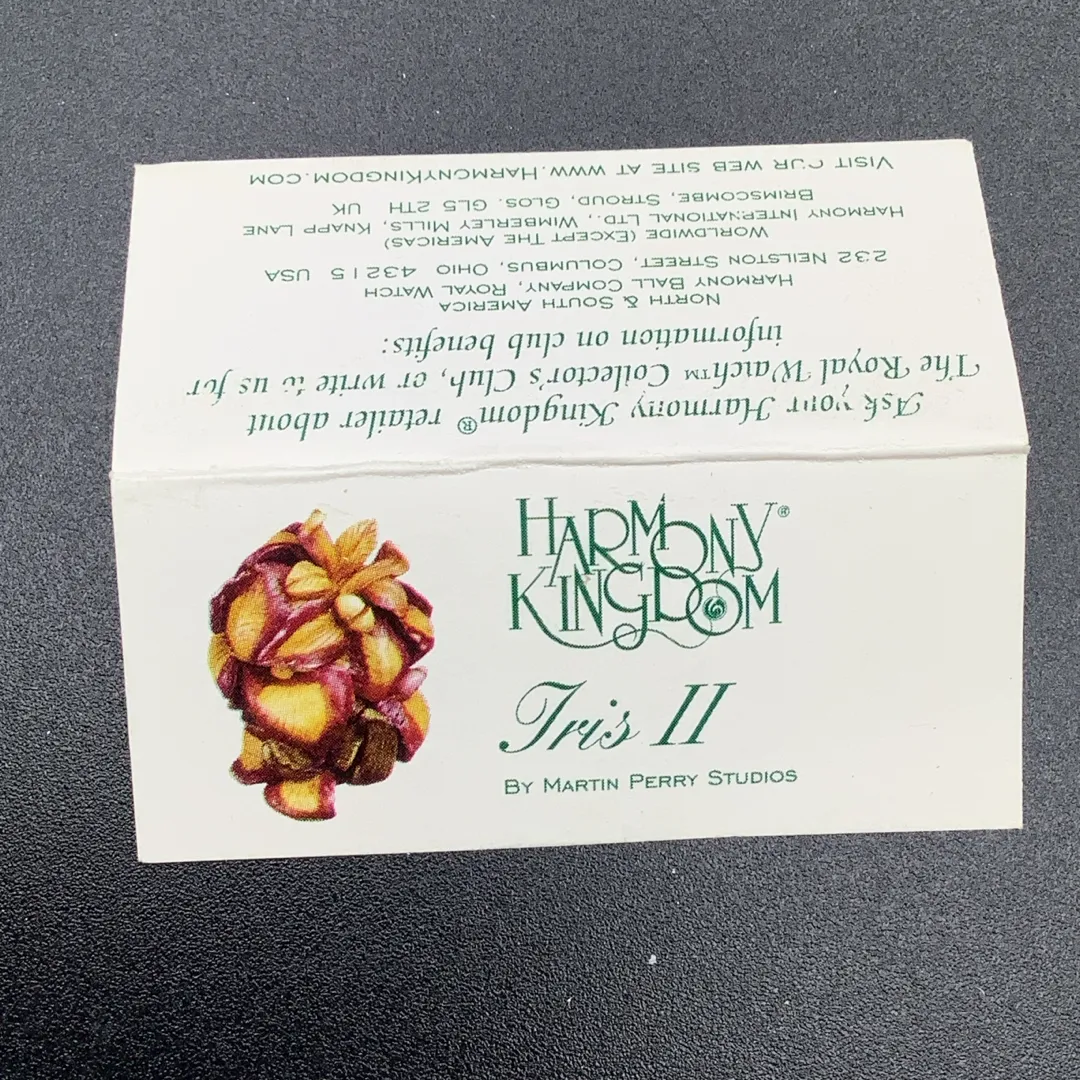 HARMONY®
KINGDOM
Iris II
BY MARTIN PERRY STUDIOS
Ask your Harmony Kingdom® retailer about
The Royal Watch™ Collector's Club, or write to us for
information on club benefits:
NORTH & SOUTH AMERICA
HARMONY BALL COMPANY, ROYAL WATCH
232 NEILSTON STREET, COLUMBUS, OHIO 43215 USA
WORLDWIDE (EXCEPT THE AMERICAS)
HARMONY INTERNATIONAL LTD., WIMBERLEY MILLS, KNAPP LANE
BRIMSCOMBE, STROUD, GLOS. GL5 2TH UK
VISIT OUR WEB SITE AT WWW.HARMONYKINGDOM.COM